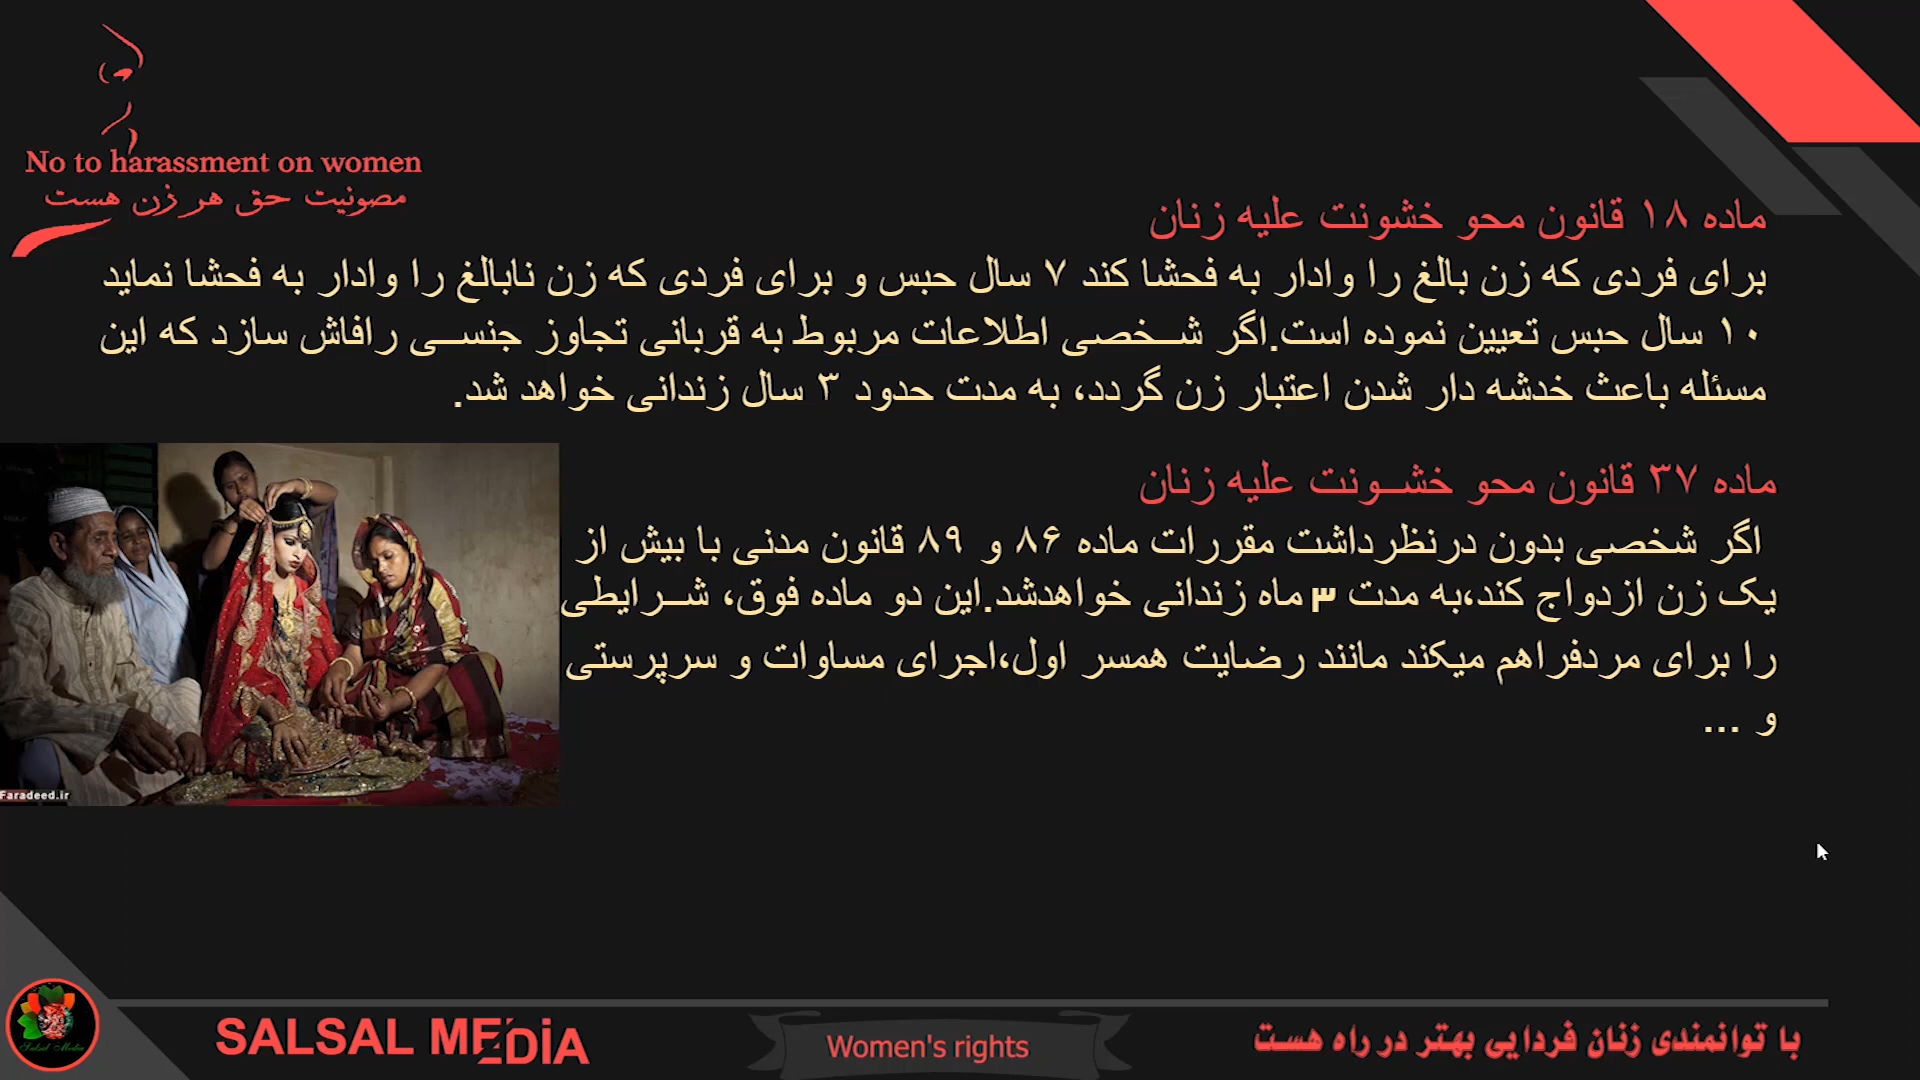 No to harassment on women
مصونیت حق هر زن هست
ماده ۱۸ قانون محو خشونت علیه زنان
برای فردی که زن بالغ را وادار به فحشا کند ۷ سال حبس و برای فردی که زن نابالغ را وادار به فحشا نماید
۱۰ سال حبس تعیین نموده است.اگر شـــخصی اطلاعات مربوط به قربانی تجاوز جنســـی رافاش سازد که این
مسئله باعث خدشه دار شدن اعتبار زن گردد، به مدت حدود ۳ سال زندانی خواهد شد.
ماده ۳۷ قانون محو خشـــونت علیه زنان
اگر شخصی بدون درنظرداشت مقررات ماده ۸۶ و ۸۹ قانون مدنی با بیش از
یک زن ازدواج کند،به مدت ۳ ماه زندانی خواهدشد.این دو ماده فوق، شـــرایطی
را برای مردفراهم میکند مانند رضایت همسر اول،اجرای مساوات و سرپرستی
و ...
Faradeed.ir
Salsal Media
SALSAL MEDiA
Women's rights
با توانمندی زنان فردایی بهتر در راه هست